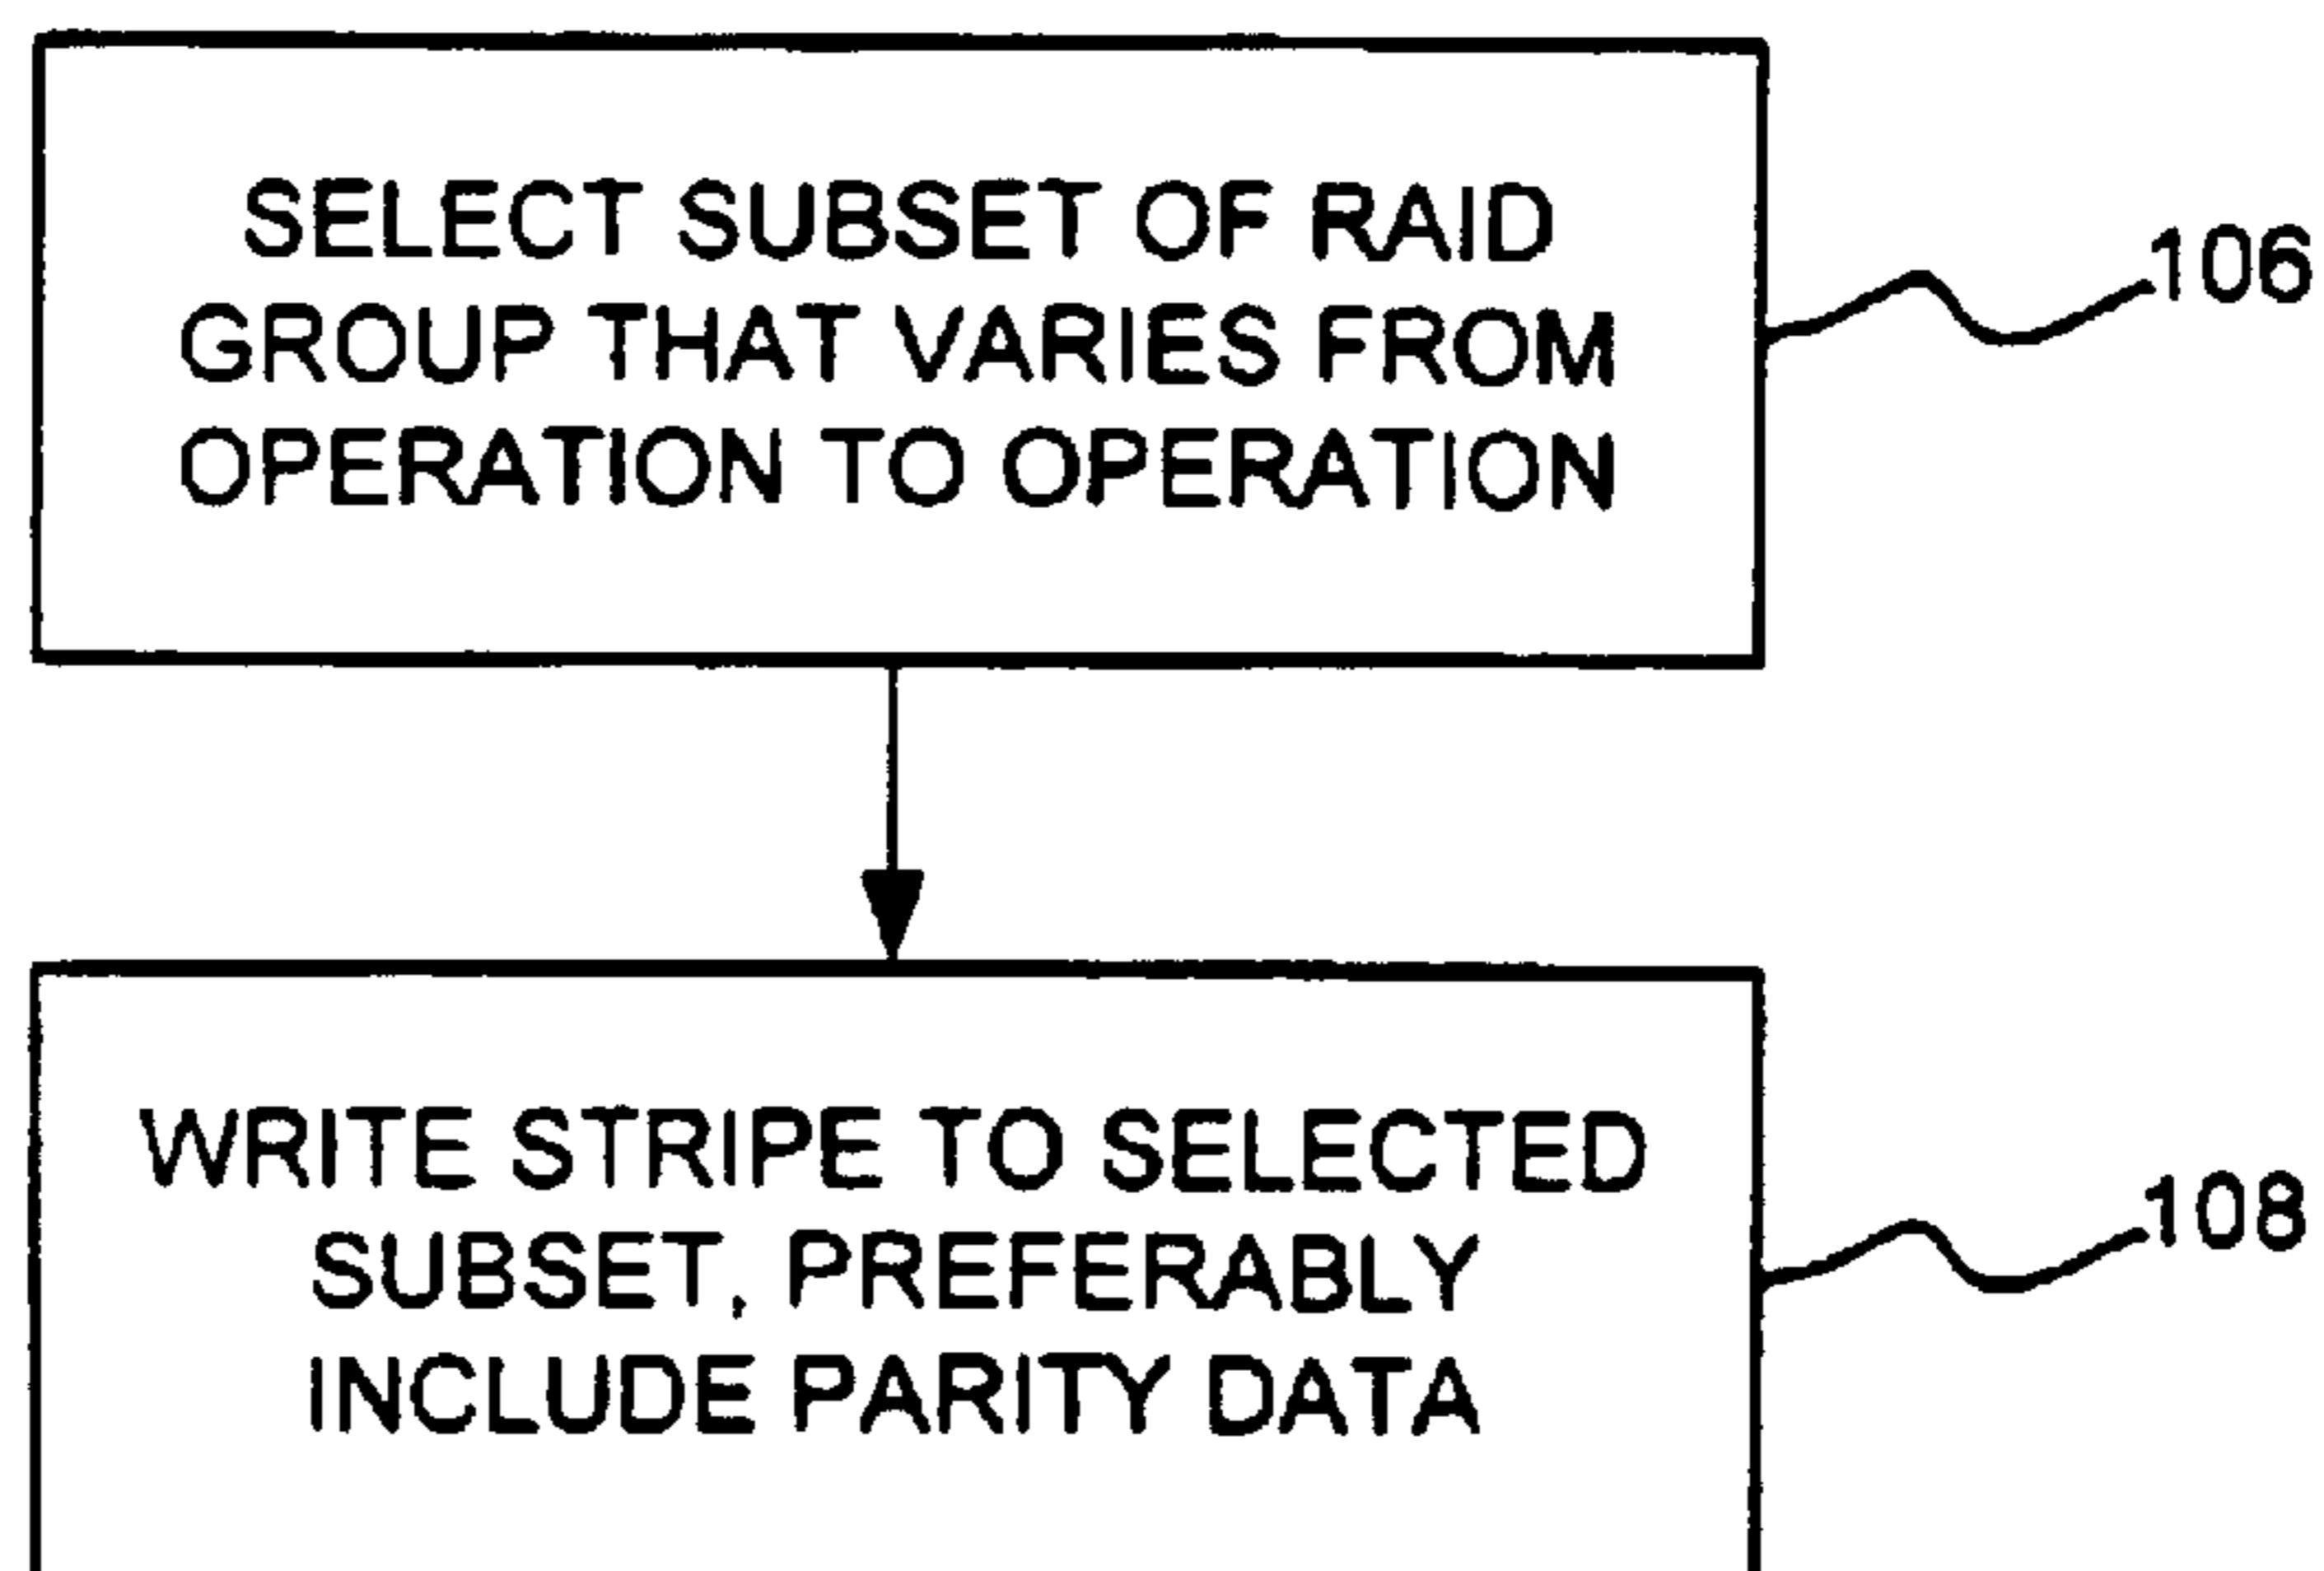 SELECT SUBSET OF RAID
GROUP THAT VARIES FROM
OPERATION TO OPERATION
106
WRITE STRIPE TO SELECTED
SUBSET, PREFERABLY
INCLUDE PARITY DATA
108